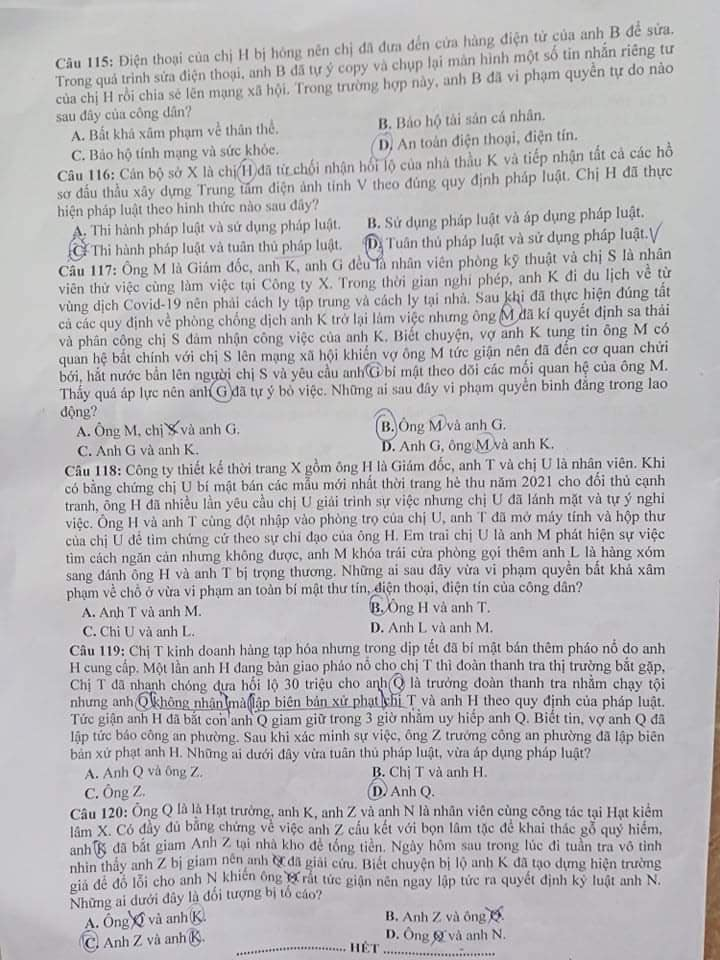 Câu 115: Điện thoại của chị H bị hỏng nên chị đã đưa đến cửa hàng điện tử của anh B để sửa.
Trong quá trình sửa điện thoại, anh B đã tự ý copy và chụp lại màn hình một số tin nhắn riêng tư
của chị H rồi chia sẻ lên mạng xã hội. Trong trường hợp này, anh B đã vi phạm quyền tự do nào
sau đây của công dân?
A. Bất khả xâm phạm về thân thể. B. Bảo hộ tài sản cá nhân.
C. Bảo hộ tính mạng và sức khỏe. D. An toàn điện thoại, điện tín.
Câu 116: Cán bộ sở X là chị H đã từ chối nhận hối lộ của nhà thầu K và tiếp nhận tất cả các hồ
sơ đấu thầu xây dựng Trung tâm điện ảnh tỉnh V theo đúng quy định pháp luật. Chị H đã thực
hiện pháp luật theo hình thức nào sau đây?
A. Thi hành pháp luật và sử dụng pháp luật. B. Sử dụng pháp luật và áp dụng pháp luật.
C. Thi hành pháp luật và tuân thủ pháp luật. D. Tuân thủ pháp luật và sử dụng pháp luật.
Câu 117: Ông M là Giám đốc, anh K, anh G đều là nhân viên phòng kỹ thuật và chị S là nhân
viên thử việc cùng làm việc tại Công ty X. Trong thời gian nghỉ phép, anh K đi du lịch về từ
vùng dịch Covid-19 nên phải cách ly tập trung và cách ly tại nhà. Sau khi đã thực hiện đúng tất
cả các quy định về phòng chống dịch anh K trở lại làm việc nhưng ông M đã kí quyết định sa thải
và phân công chị S đảm nhận công việc của anh K. Biết chuyện, vợ anh K tung tin ông M có
quan hệ bất chính với chị S lên mạng xã hội khiến vợ ông M tức giận nên đã đến cơ quan chửi
bới, hắt nước bẩn lên người chị S và yêu cầu anh G bí mật theo dõi các mối quan hệ của ông M.
Thấy quá áp lực nên anh G đã tự ý bỏ việc. Những ai sau đây vi phạm quyền bình đẳng trong lao
động?
A. Ông M, chị S và anh G. B. Ông M và anh G.
C. Anh G và anh K. D. Anh G, ông M và anh K.
Câu 118: Công ty thiết kế thời trang X gồm ông H là Giám đốc, anh T và chị U là nhân viên. Khi
có bằng chứng chị U bí mật bán các mẫu mới nhất thời trang hè thu năm 2021 cho đối thủ cạnh
tranh, ông H đã nhiều lần yêu cầu chị U giải trình sự việc nhưng chị U đã lánh mặt và tự ý nghỉ
việc. Ông H và anh T cùng đột nhập vào phòng trọ của chị U, anh T đã mở máy tính và hộp thư
của chị U để tìm chứng cứ theo sự chỉ đạo của ông H. Em trai chị U là anh M phát hiện sự việc
tìm cách ngăn cản nhưng không được, anh M khóa trái cửa phòng gọi thêm anh L là hàng xóm
sang đánh ông H và anh T bị trọng thương. Những ai sau đây vừa vi phạm quyền bất khả xâm
phạm về chỗ ở vừa vi phạm an toàn bí mật thư tín, điện thoại, điện tín của công dân?
A. Anh T và anh M. B. Ông H và anh T.
C. Chị U và anh L. D. Anh L và anh M.
Câu 119: Chị T kinh doanh hàng tạp hóa nhưng trong dịp tết đã bí mật bán thêm pháo nổ do anh
H cung cấp. Một lần anh H đang bàn giao pháo nổ cho chị T thì đoàn thanh tra thị trường bắt gặp,
Chị T đã nhanh chóng đưa hối lộ 30 triệu cho anh Q là trưởng đoàn thanh tra nhằm chạy tội
nhưng anh Q không nhận mà lập biên bản xử phạt chị T và anh H theo quy định của pháp luật.
Tức giận anh H đã bắt con anh Q giam giữ trong 3 giờ nhằm uy hiếp anh Q. Biết tin, vợ anh Q đã
lập tức báo công an phường. Sau khi xác minh sự việc, ông Z trưởng công an phường đã lập biên
bản xử phạt anh H. Những ai dưới đây vừa tuân thủ pháp luật, vừa áp dụng pháp luật?
A. Anh Q và ông Z. B. Chị T và anh H.
C. Ông Z. D. Anh Q.
Câu 120: Ông Q là là Hạt trưởng, anh K, anh Z và anh N là nhân viên cùng công tác tại Hạt kiểm
lâm X. Có đầy đủ bằng chứng về việc anh Z cấu kết với bọn lâm tặc để khai thác gỗ quý hiếm,
anh K đã bắt giam Anh Z tại nhà kho để tống tiền. Ngày hôm sau trong lúc đi tuần tra vô tình
nhìn thấy anh Z bị giam nên anh N đã giải cứu. Biết chuyện bị lộ anh K đã tạo dựng hiện trường
giả để đổ lỗi cho anh N khiến ông Q rất tức giận nên ngay lập tức ra quyết định kỷ luật anh N.
Những ai dưới đây là đối tượng bị tố cáo?
A. Ông Q và anh K. B. Anh Z và ông Q.
C. Anh Z và anh K. D. Ông Q và anh N.
HẾT